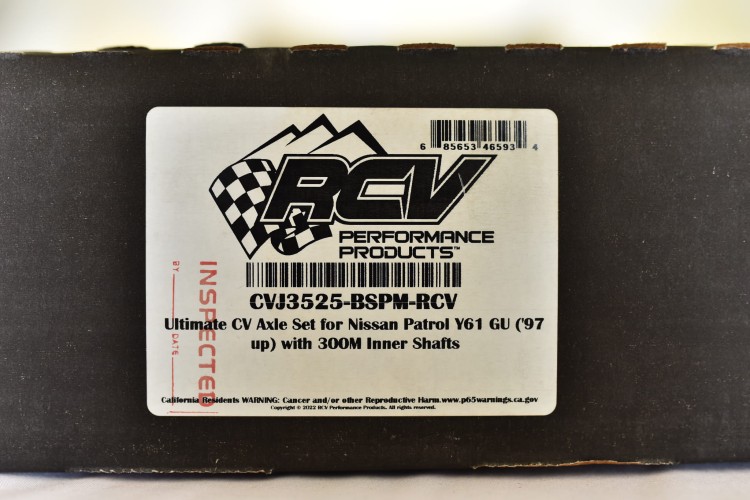 6 85653 46593 4
RCV
PERFORMANCE
PRODUCTS™
CVJ3525-BSPM-RCV
Ultimate CV Axle Set for Nissan Patrol Y61 GU ('97
up) with 300M Inner Shafts
INSPECTED
BY
DATE
California Residents WARNING: Cancer and/or other Reproductive Harm.www.p65warnings.ca.gov
Copyright © 2022 RCV Performance Products. All rights reserved.